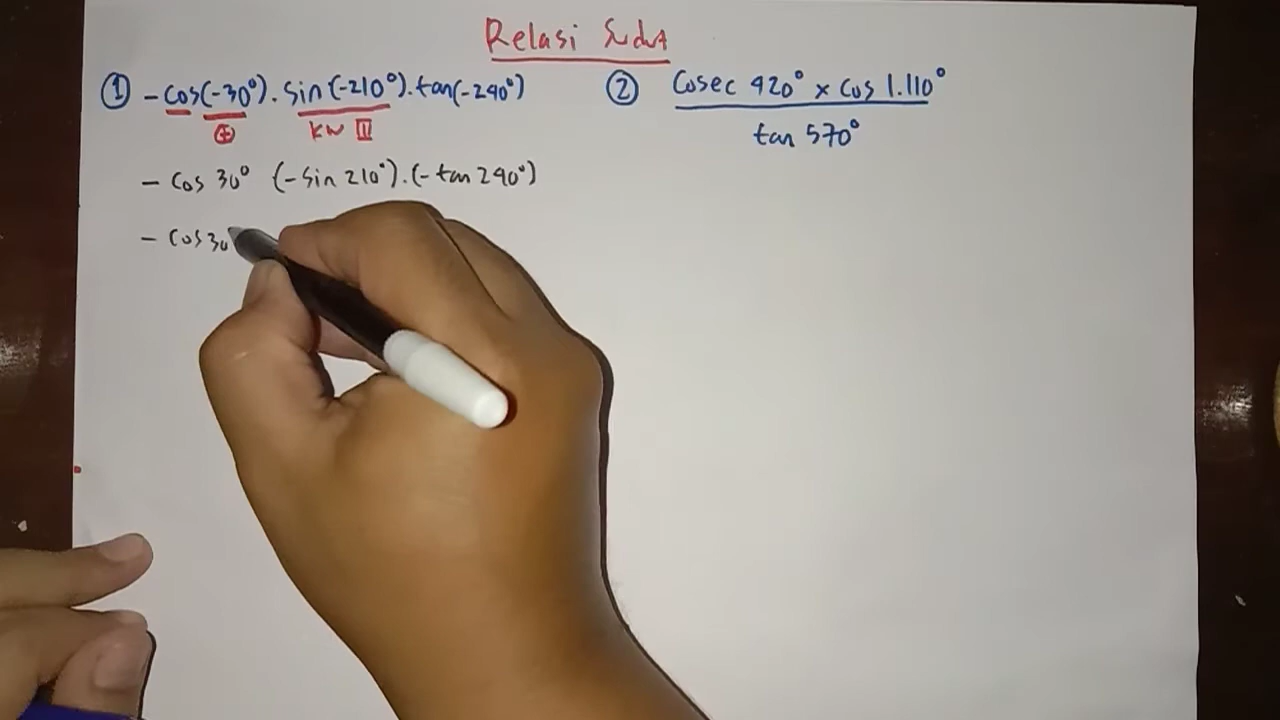 Relasi Sudut
① -cos(-30°).sin(-210°).tan(-240°)
⊕ KW II
- cos 30° (-sin 210°).(-tan 240°)
- cos 30
② Cosec 420° x cos 1.110°
tan 570°